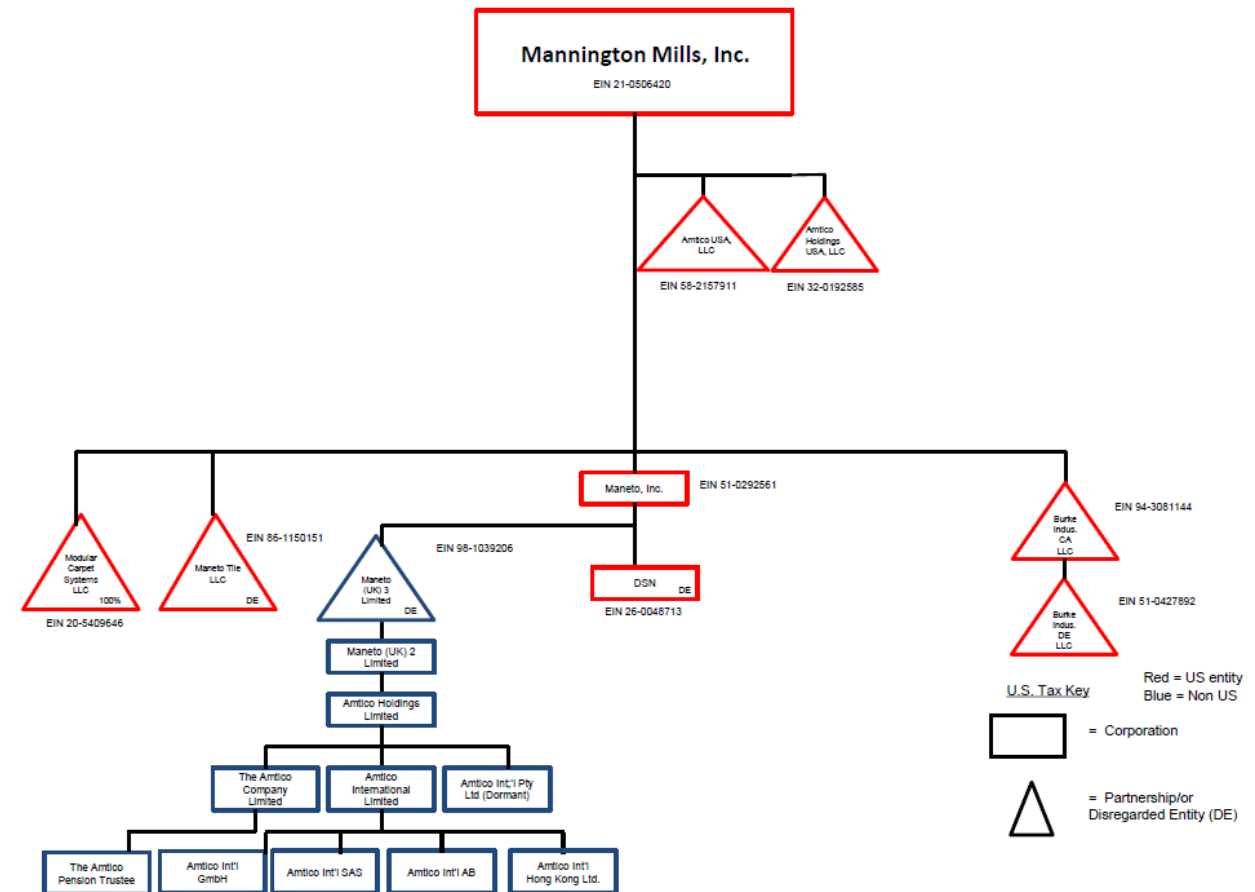 Mannington Mills, Inc.
EIN 21-0506420
Amtico USA,
LLC
EIN 58-2157911
Amtico
Holdings
USA, LLC
EIN 32-0192585
Maneto, Inc.
EIN 51-0292561
Modular
Carpet
Systems
LLC
100%
EIN 20-5409646
EIN 86-1150151
Maneto Tile
LLC
DE
EIN 98-1039206
Maneto
(UK) 3
Limited
DE
DSN
DE
EIN 26-0048713
EIN 94-3081144
Burke
Indus.
CA
LLC
EIN 51-0427892
Burke
Indus.
DE
LLC
Maneto (UK) 2
Limited
Amtico Holdings
Limited
The Amtico
Company
Limited
Amtico
International
Limited
Amtico Int;'l Pty
Ltd (Dormant)
The Amtico
Pension Trustee
Amtico Int'l
GmbH
Amtico Int'l SAS
Amtico Int'l AB
Amtico Int'l
Hong Kong Ltd.
U.S. Tax Key
Red = US entity
Blue = Non US
= Corporation
= Partnership/or
Disregarded Entity (DE)